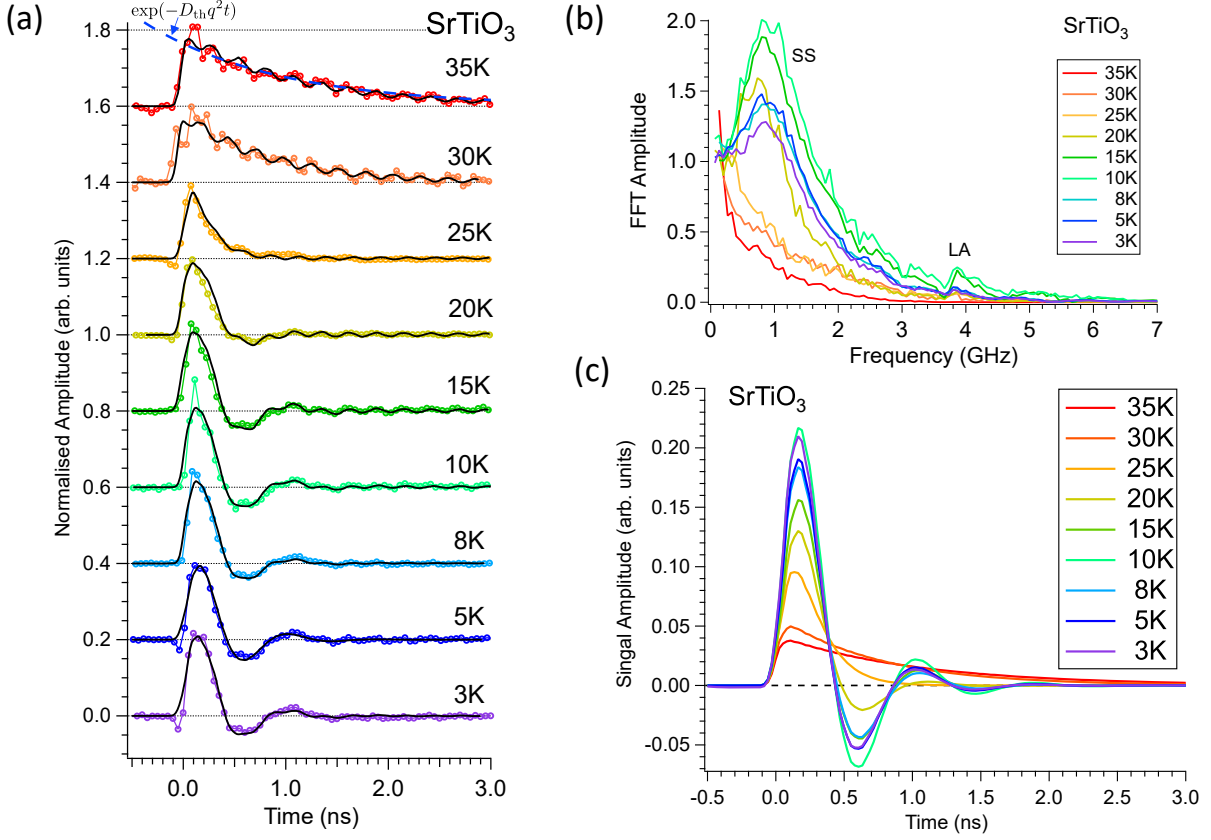 (a)
exp(−D_th q²t)
SrTiO₃
1.8
1.6
1.4
1.2
1.0
0.8
0.6
0.4
0.2
0.0
Normalised Amplitude (arb. units)
35K
30K
25K
20K
15K
10K
8K
5K
3K
0.0
1.0
2.0
3.0
Time (ns)
(b)
2.0
1.5
1.0
0.5
0.0
FFT Amplitude
SS
LA
SrTiO₃
35K
30K
25K
20K
15K
10K
8K
5K
3K
0
1
2
3
4
5
6
7
Frequency (GHz)
(c)
0.25
0.20
0.15
0.10
0.05
0.00
-0.05
Singal Amplitude (arb. units)
SrTiO₃
35K
30K
25K
20K
15K
10K
8K
5K
3K
-0.5
0.0
0.5
1.0
1.5
2.0
2.5
3.0
Time (ns)